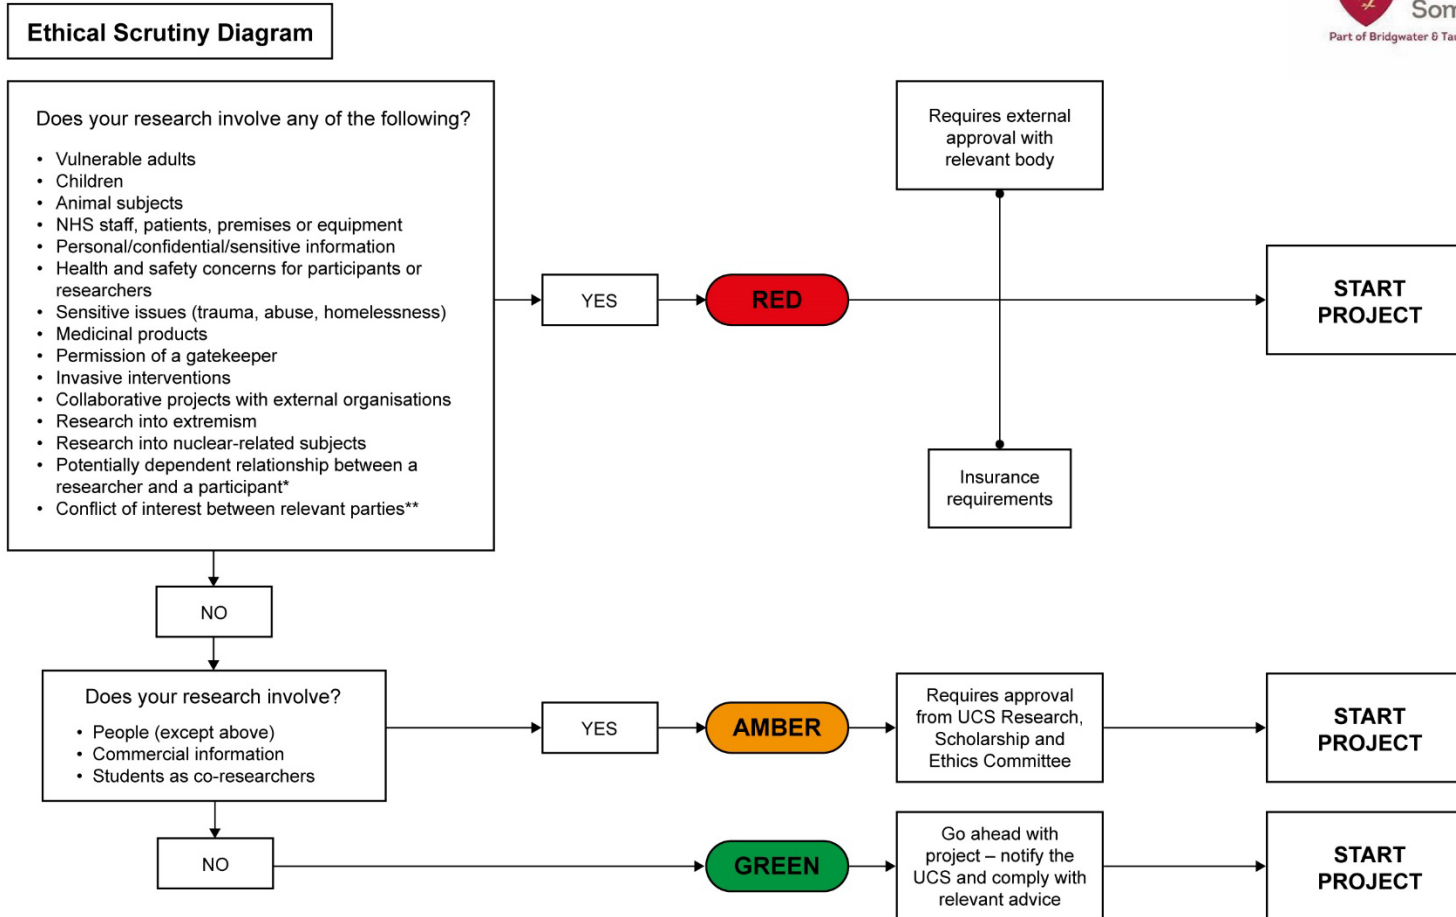 Ethical Scrutiny Diagram
Part of Bridgwater &
Does your research involve any of the following?
• Vulnerable adults
• Children
• Animal subjects
• NHS staff, patients, premises or equipment
• Personal/confidential/sensitive information
• Health and safety concerns for participants or
researchers
• Sensitive issues (trauma, abuse, homelessness)
• Medicinal products
• Permission of a gatekeeper
• Invasive interventions
• Collaborative projects with external organisations
• Research into extremism
• Research into nuclear-related subjects
• Potentially dependent relationship between a
researcher and a participant*
• Conflict of interest between relevant parties**
YES
RED
Requires external
approval with
relevant body
Insurance
requirements
START
PROJECT
NO
Does your research involve?
• People (except above)
• Commercial information
• Students as co-researchers
YES
AMBER
Requires approval
from UCS Research,
Scholarship and
Ethics Committee
START
PROJECT
NO
GREEN
Go ahead with
project – notify the
UCS and comply with
relevant advice
START
PROJECT